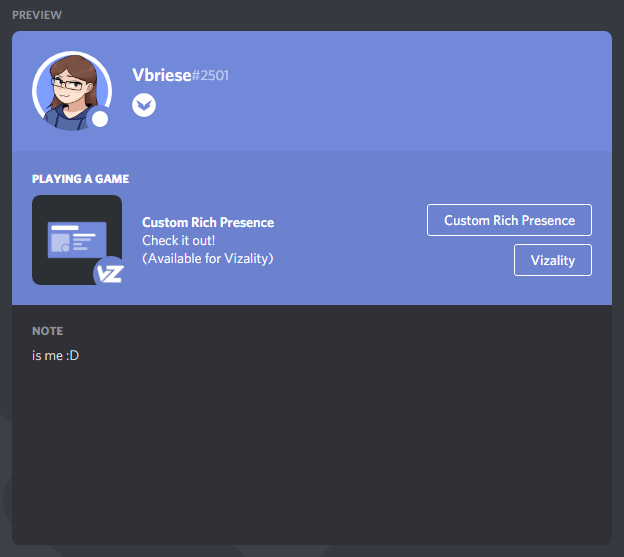 PREVIEW
Vbriese#2501
PLAYING A GAME
Custom Rich Presence
Check it out!
(Available for Vizality)
VZ
Custom Rich Presence
Vizality
NOTE
is me :D